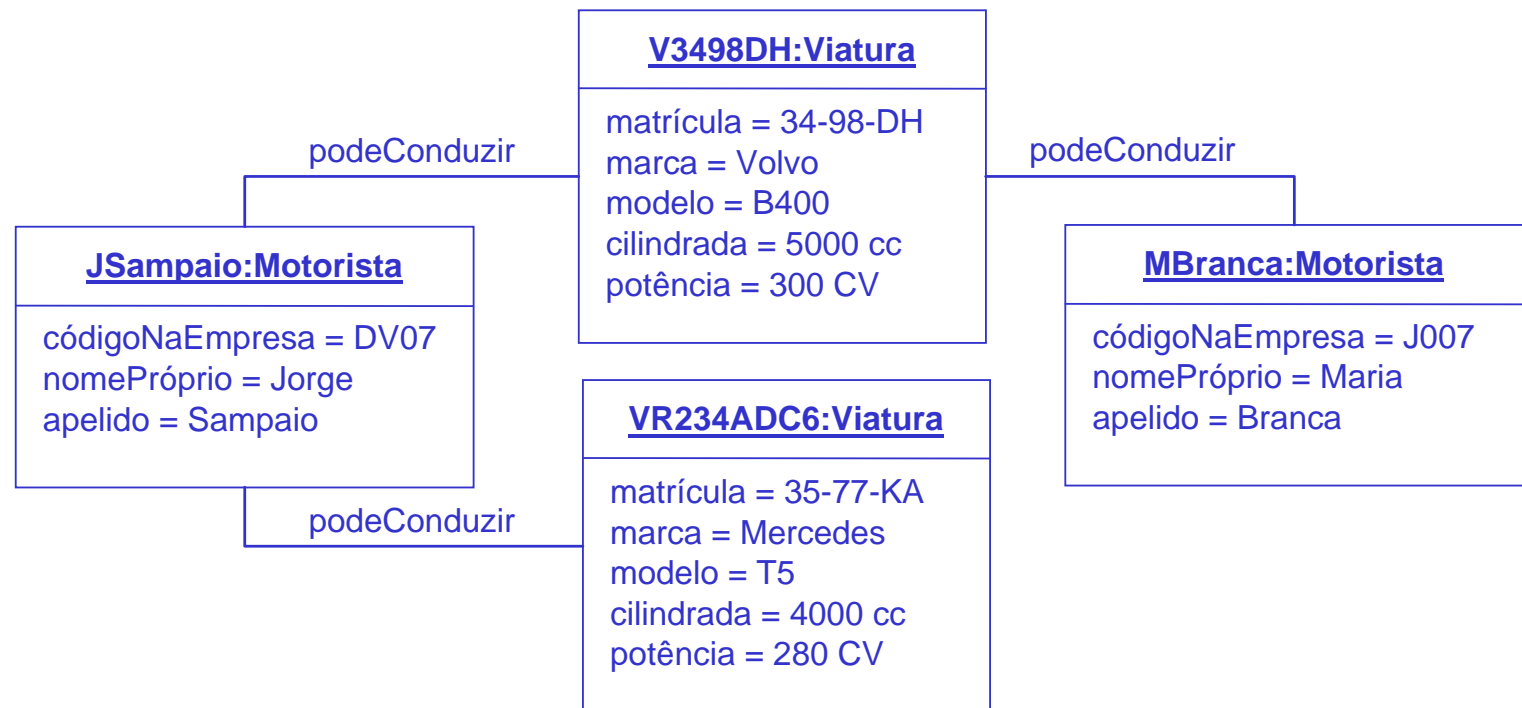 V3498DH:Viatura
matrícula = 34-98-DH
marca = Volvo
modelo = B400
cilindrada = 5000 cc
potência = 300 CV
podeConduzir
podeConduzir
JSampaio:Motorista
códigoNaEmpresa = DV07
nomePróprio = Jorge
apelido = Sampaio
MBranca:Motorista
códigoNaEmpresa = J007
nomePróprio = Maria
apelido = Branca
podeConduzir
VR234ADC6:Viatura
matrícula = 35-77-KA
marca = Mercedes
modelo = T5
cilindrada = 4000 cc
potência = 280 CV